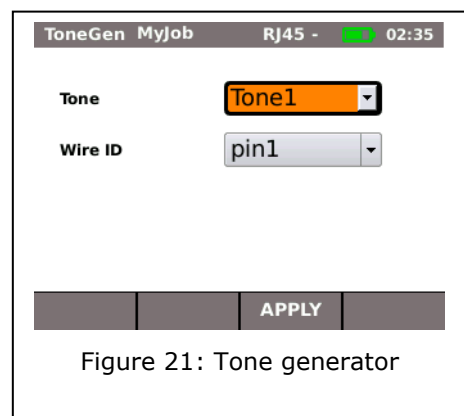 ToneGen MyJob RJ45 - 02:35
Tone Tone1
Wire ID pin1
APPLY
Figure 21: Tone generator